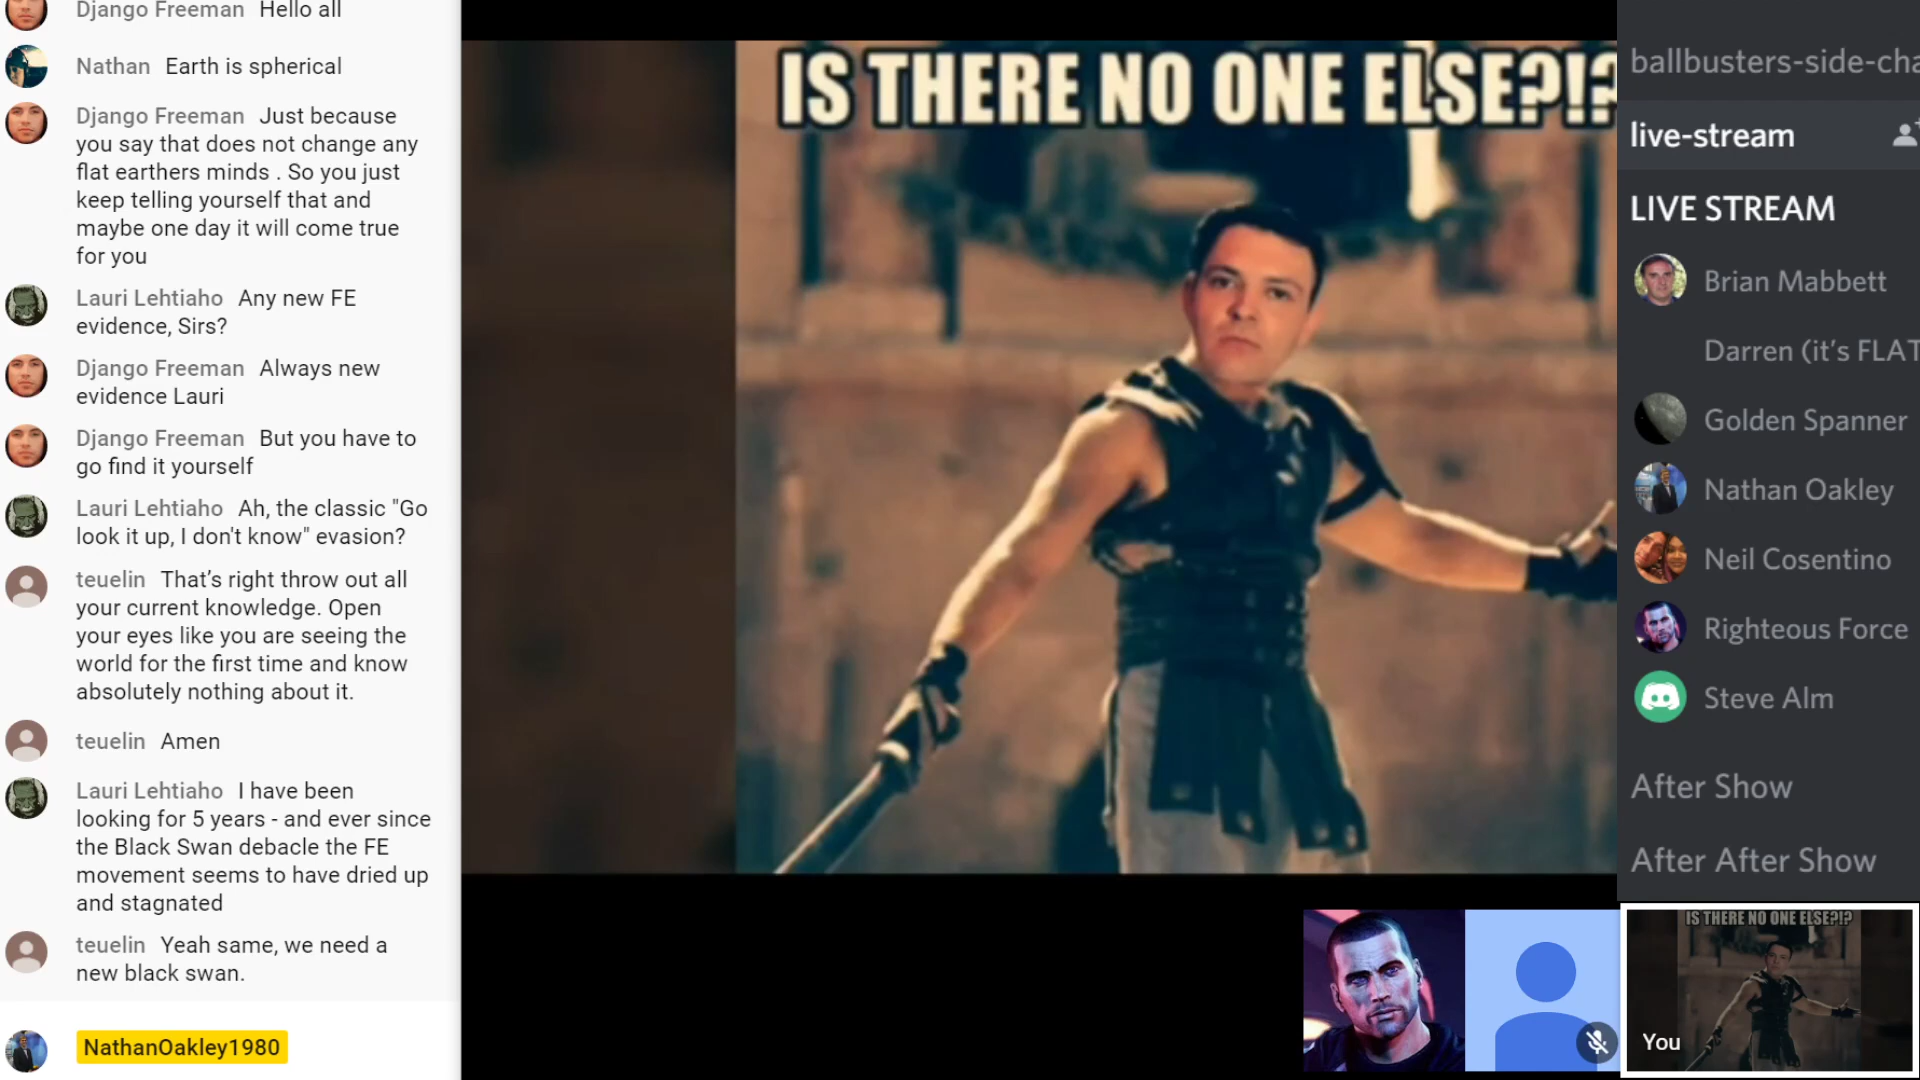 Django Freeman Hello all
Nathan Earth is spherical
Django Freeman Just because
you say that does not change any
flat earthers minds . So you just
keep telling yourself that and
maybe one day it will come true
for you
Lauri Lehtiaho Any new FE
evidence, Sirs?
Django Freeman Always new
evidence Lauri
Django Freeman But you have to
go find it yourself
Lauri Lehtiaho Ah, the classic "Go
look it up, I don't know" evasion?
teuelin That’s right throw out all
your current knowledge. Open
your eyes like you are seeing the
world for the first time and know
absolutely nothing about it.
teuelin Amen
Lauri Lehtiaho I have been
looking for 5 years - and ever since
the Black Swan debacle the FE
movement seems to have dried up
and stagnated
teuelin Yeah same, we need a
new black swan.
NathanOakley1980
IS THERE NO ONE ELSE?!?
ballbusters-side-cha
live-stream
LIVE STREAM
Brian Mabbett
Darren (it’s FLAT
Golden Spanner
Nathan Oakley
Neil Cosentino
Righteous Force
Steve Alm
After Show
After After Show
IS THERE NO ONE ELSE?!?
You